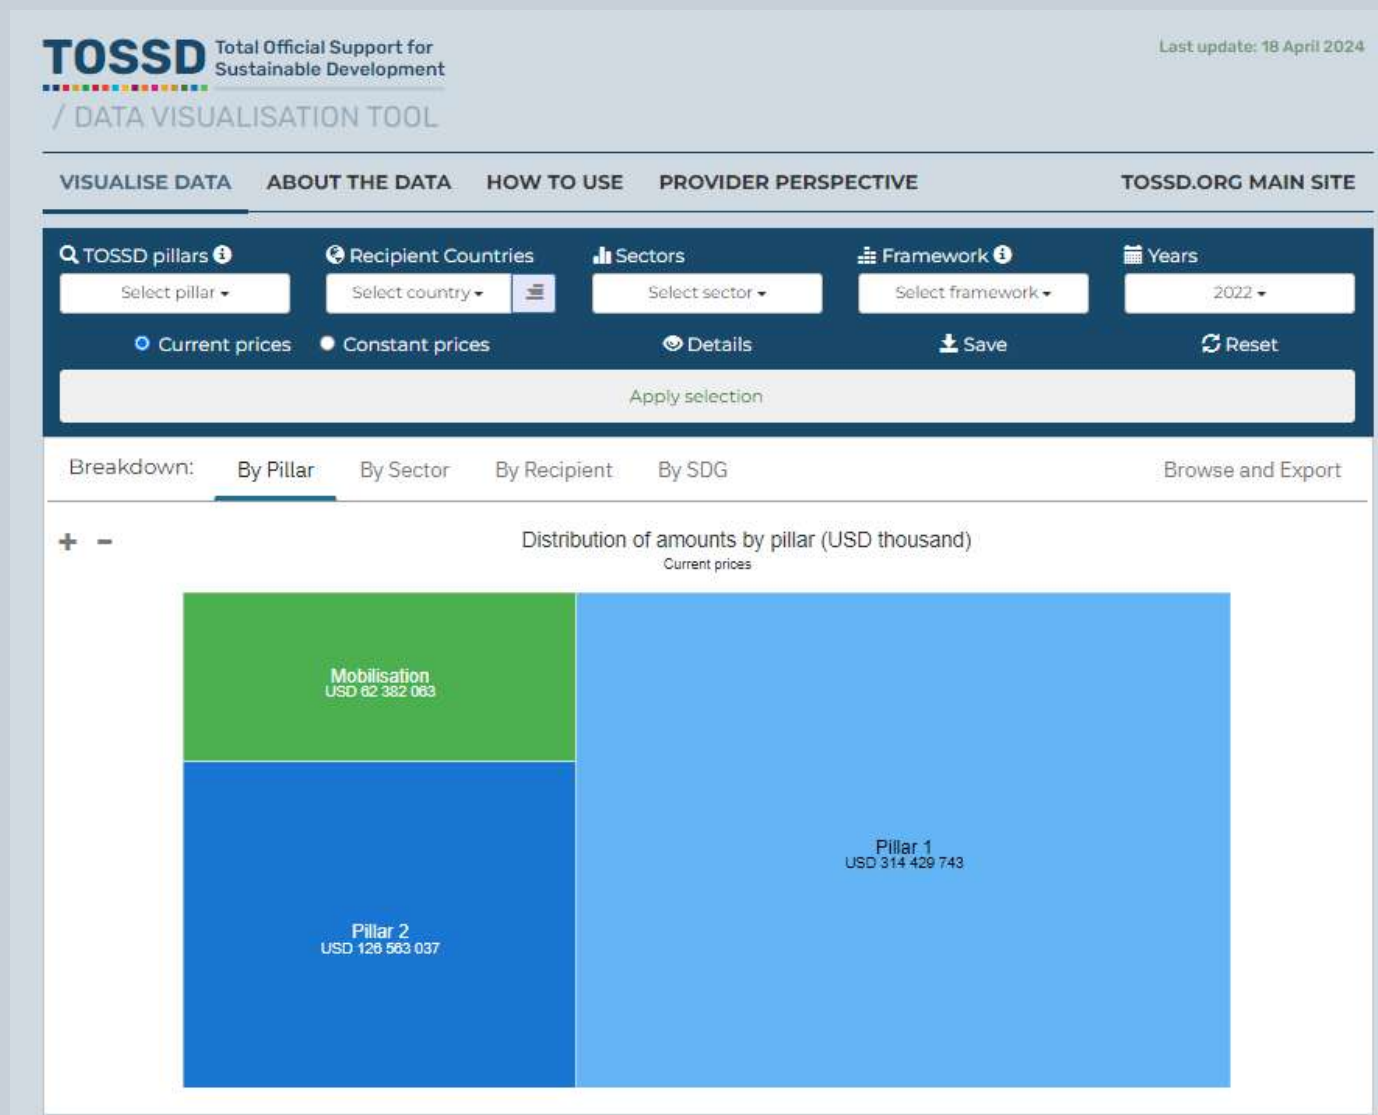 TOSSD Total Official Support for
Sustainable Development
/ DATA VISUALISATION TOOL
Last update: 18 April 2024
VISUALISE DATA ABOUT THE DATA HOW TO USE PROVIDER PERSPECTIVE TOSSD.ORG MAIN SITE
TOSSD pillars Recipient Countries Sectors Framework Years
Select pillar Select country Select sector Select framework 2022
Current prices Constant prices Details Save Reset
Apply selection
Breakdown: By Pillar By Sector By Recipient By SDG Browse and Export
+ -
Distribution of amounts by pillar (USD thousand)
Current prices
Mobilisation
USD 62 382 063
Pillar 1
USD 314 429 743
Pillar 2
USD 126 563 037